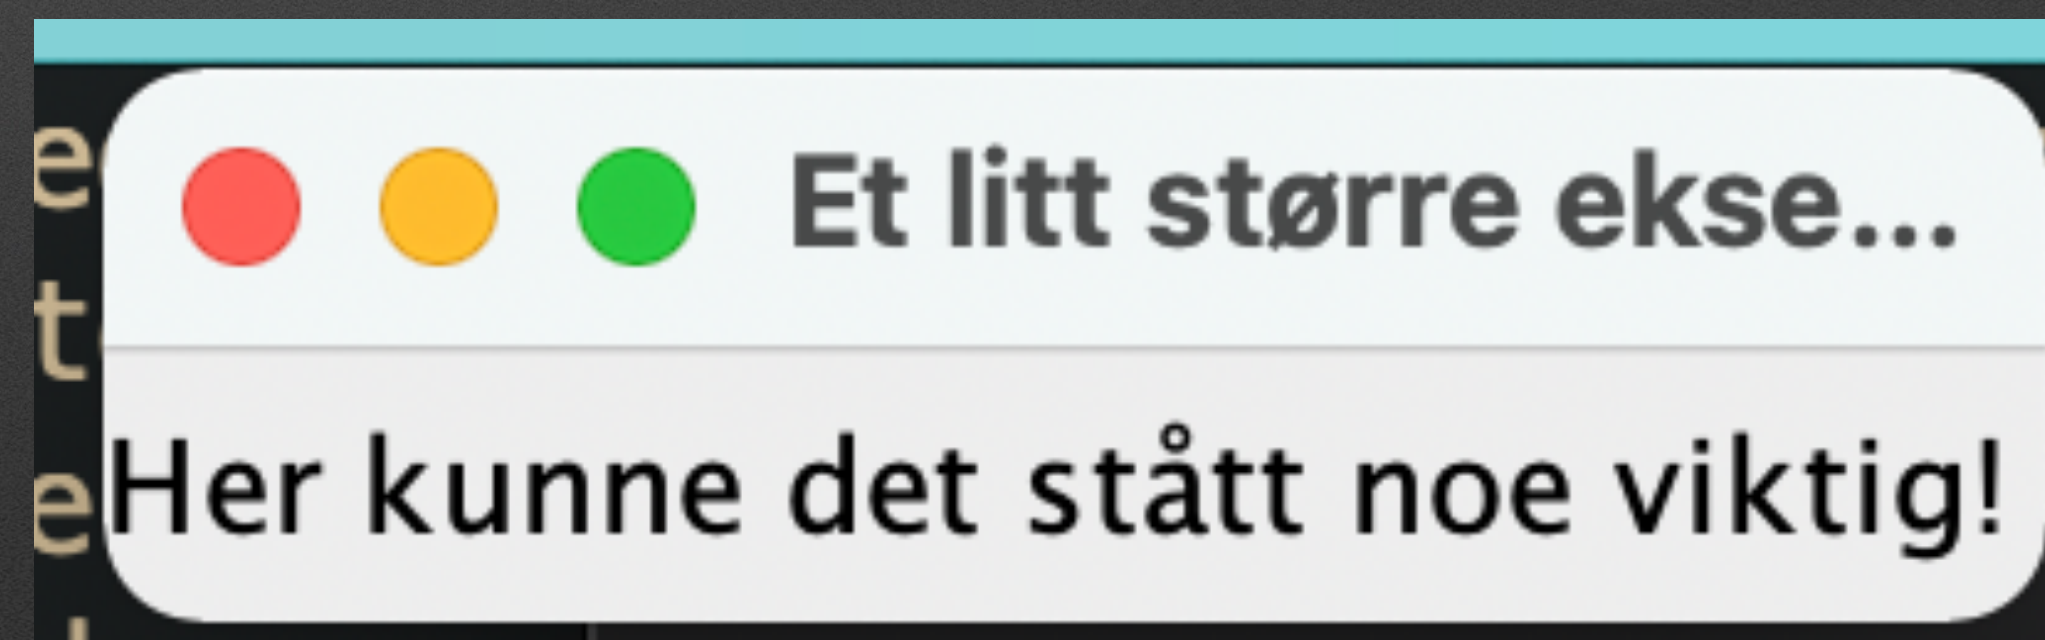 Et litt større ekse...
Her kunne det stått noe viktig!